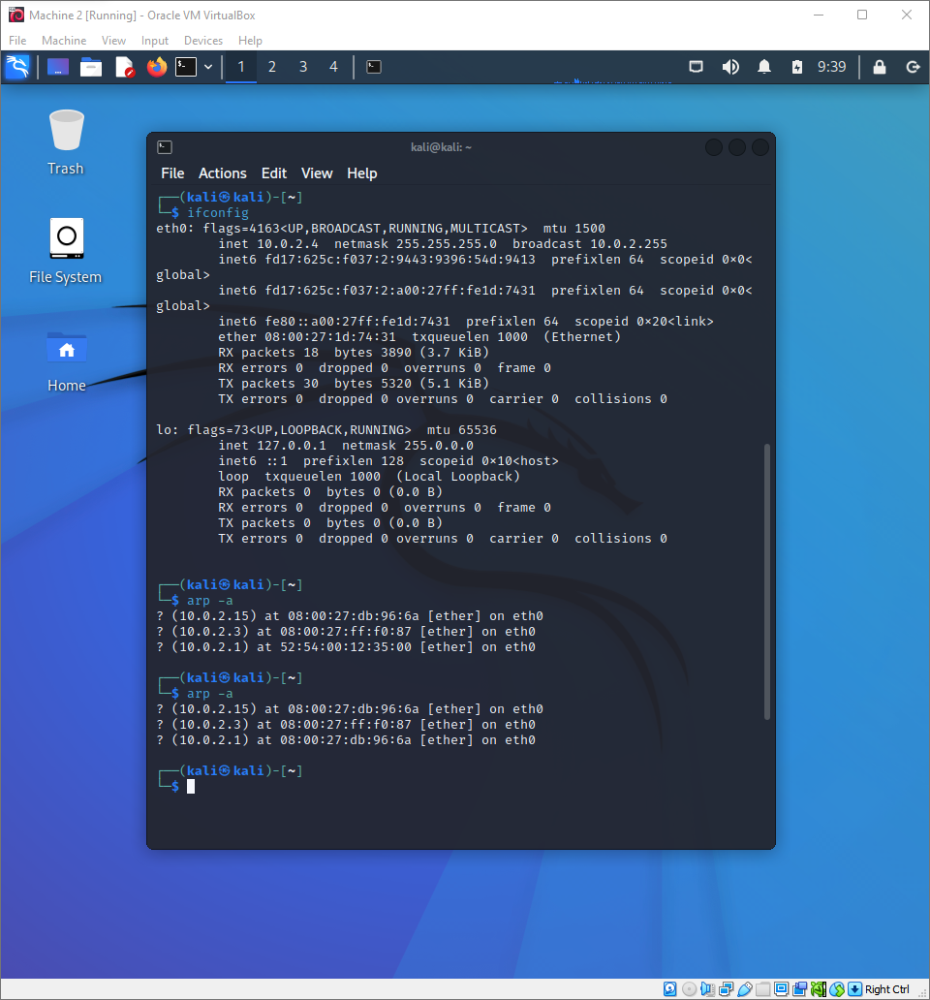 Machine 2 [Running] - Oracle VM VirtualBox
File Machine View Input Devices Help
1 2 3 4 9:39
Trash
File System
Home
kali@kali: ~
File Actions Edit View Help
┌──(kali㉿kali)-[~]
└─$ ifconfig
eth0: flags=4163<UP,BROADCAST,RUNNING,MULTICAST>  mtu 1500
        inet 10.0.2.4  netmask 255.255.255.0  broadcast 10.0.2.255
        inet6 fd17:625c:f037:2:9443:9396:54d:9413  prefixlen 64  scopeid 0x0<
global>
        inet6 fd17:625c:f037:2:a00:27ff:fe1d:7431  prefixlen 64  scopeid 0x0<
global>
        inet6 fe80::a00:27ff:fe1d:7431  prefixlen 64  scopeid 0x20<link>
        ether 08:00:27:1d:74:31  txqueuelen 1000  (Ethernet)
        RX packets 18  bytes 3890 (3.7 KiB)
        RX errors 0  dropped 0  overruns 0  frame 0
        TX packets 30  bytes 5320 (5.1 KiB)
        TX errors 0  dropped 0 overruns 0  carrier 0  collisions 0
lo: flags=73<UP,LOOPBACK,RUNNING>  mtu 65536
        inet 127.0.0.1  netmask 255.0.0.0
        inet6 ::1  prefixlen 128  scopeid 0x10<host>
        loop  txqueuelen 1000  (Local Loopback)
        RX packets 0  bytes 0 (0.0 B)
        RX errors 0  dropped 0  overruns 0  frame 0
        TX packets 0  bytes 0 (0.0 B)
        TX errors 0  dropped 0 overruns 0  carrier 0  collisions 0
┌──(kali㉿kali)-[~]
└─$ arp -a
? (10.0.2.15) at 08:00:27:db:96:6a [ether] on eth0
? (10.0.2.3) at 08:00:27:ff:f0:87 [ether] on eth0
? (10.0.2.1) at 52:54:00:12:35:00 [ether] on eth0
┌──(kali㉿kali)-[~]
└─$ arp -a
? (10.0.2.15) at 08:00:27:db:96:6a [ether] on eth0
? (10.0.2.3) at 08:00:27:ff:f0:87 [ether] on eth0
? (10.0.2.1) at 08:00:27:db:96:6a [ether] on eth0
┌──(kali㉿kali)-[~]
└─$
Right Ctrl